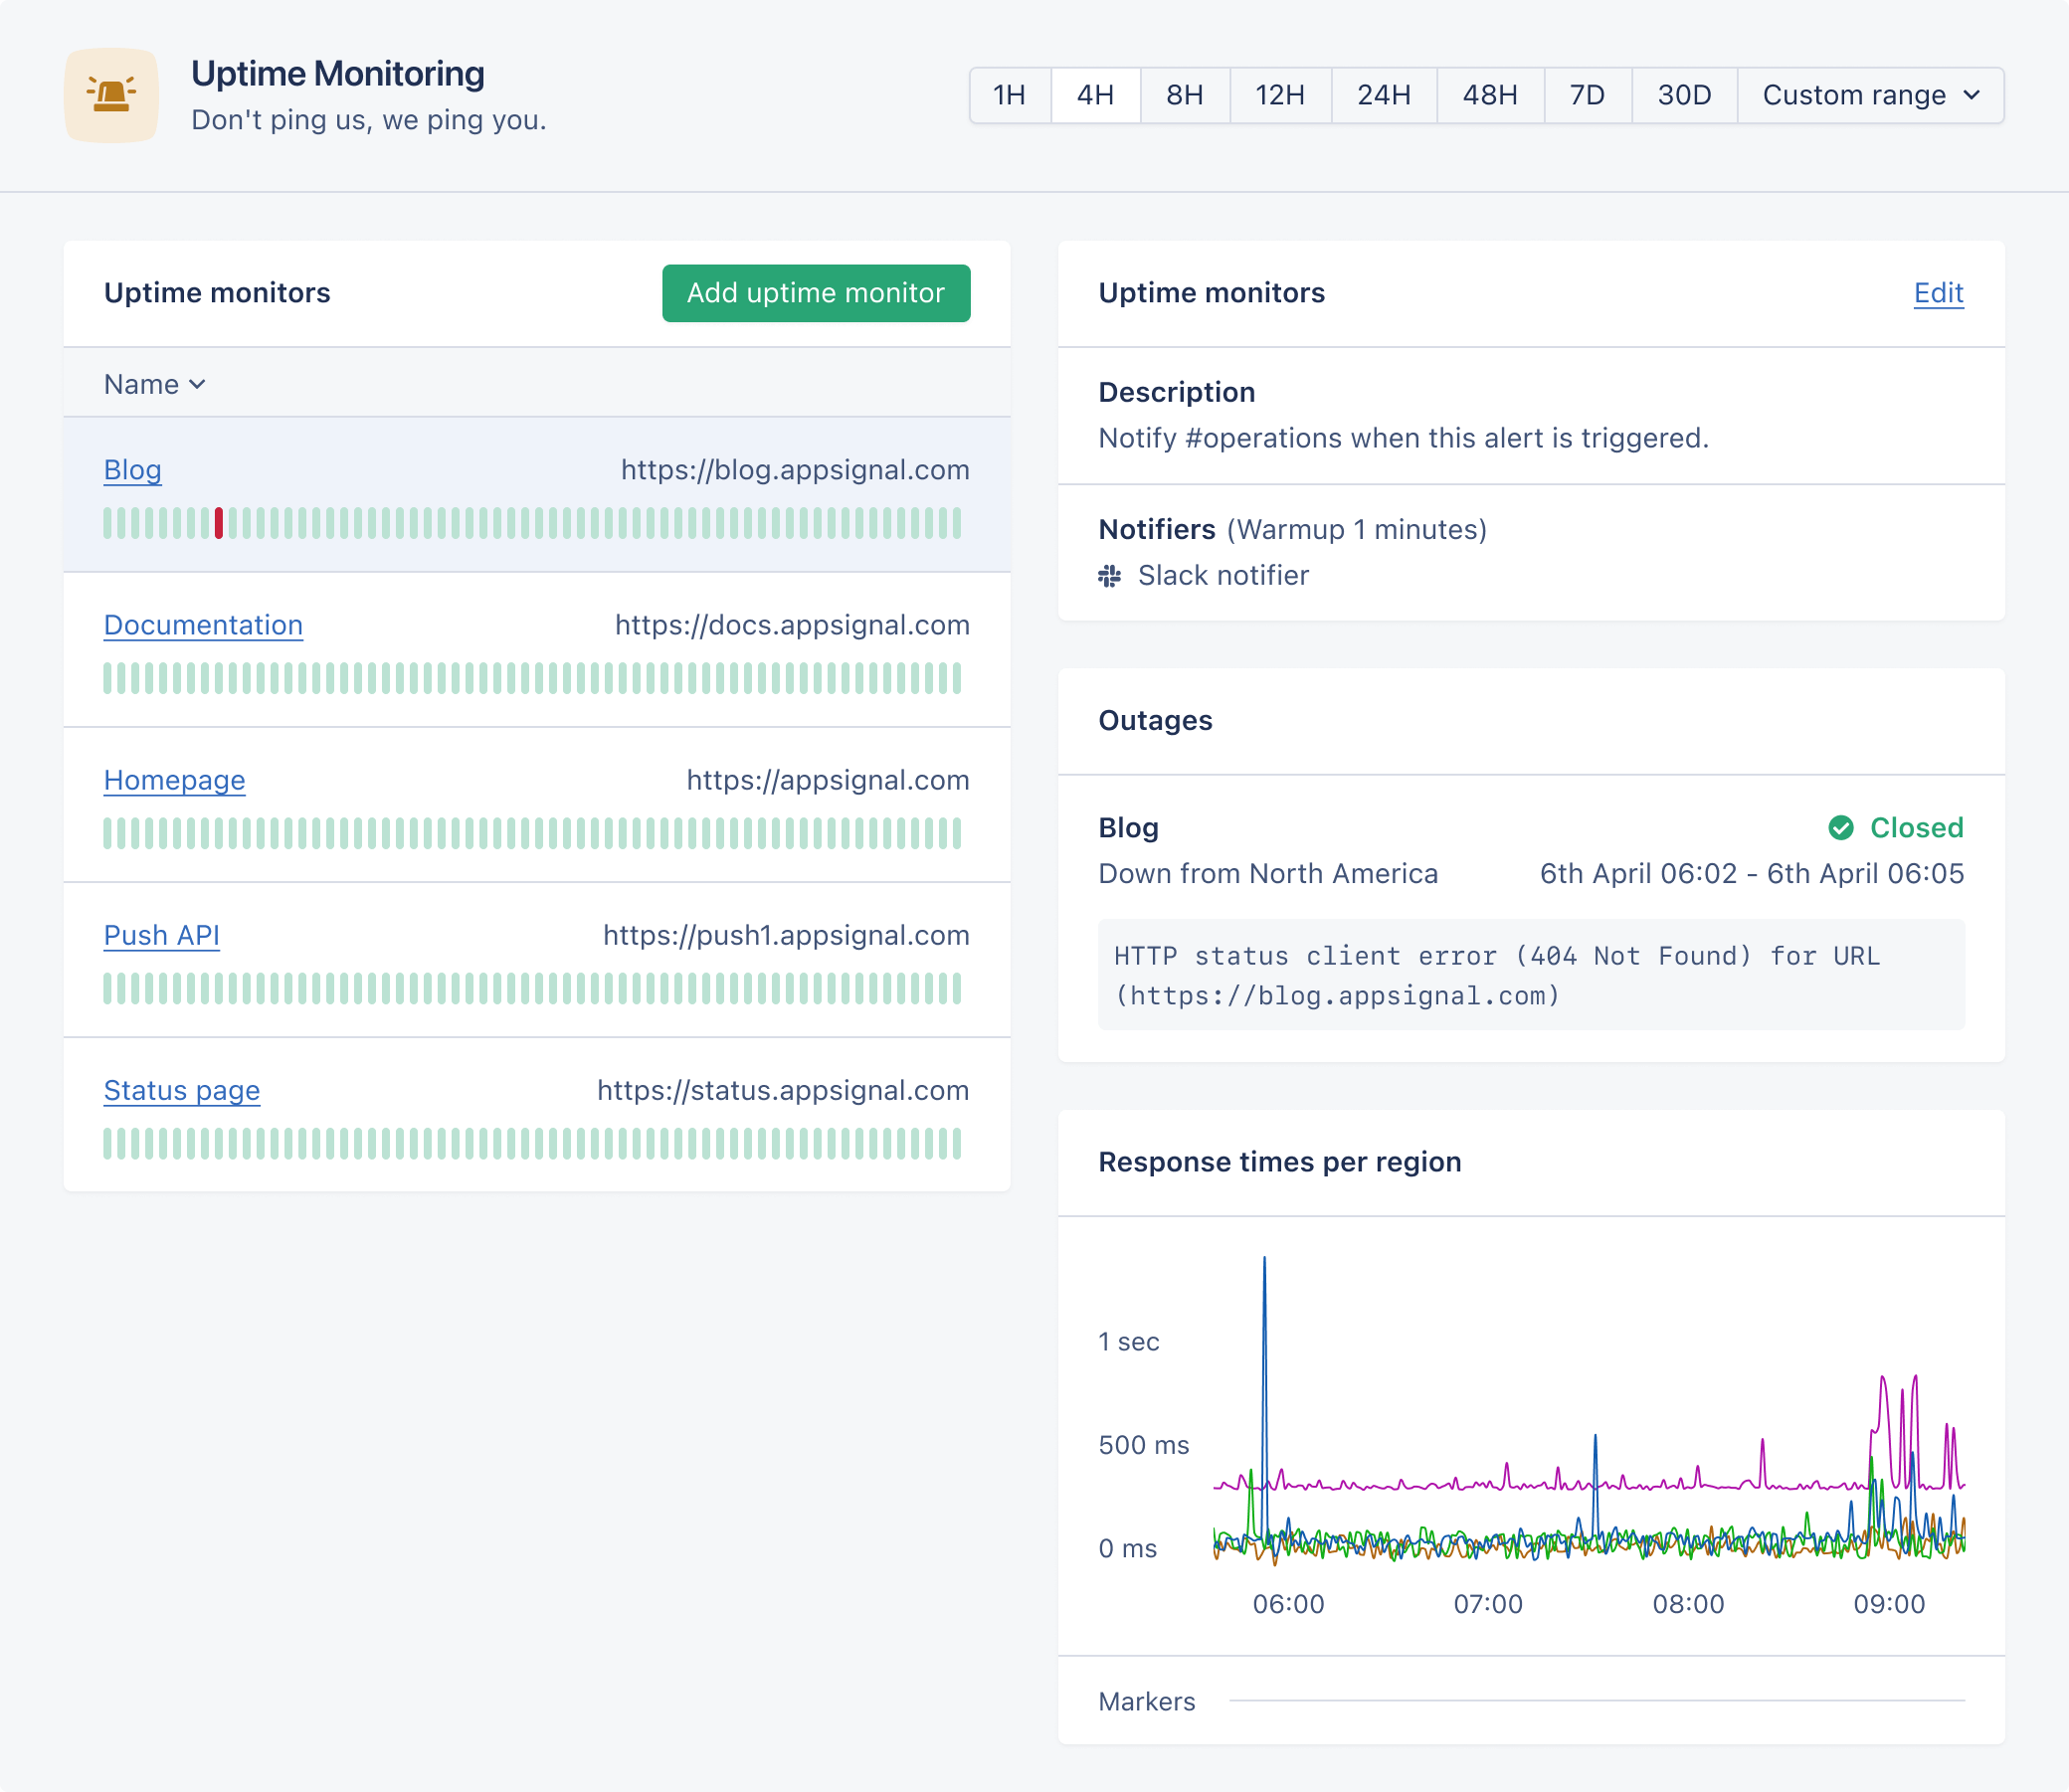 Uptime Monitoring
Don't ping us, we ping you.
1H 4H 8H 12H 24H 48H 7D 30D Custom range
Uptime monitors
Add uptime monitor
Name
Blog https://blog.appsignal.com
Documentation https://docs.appsignal.com
Homepage https://appsignal.com
Push API https://push1.appsignal.com
Status page https://status.appsignal.com
Uptime monitors Edit
Description
Notify #operations when this alert is triggered.
Notifiers (Warmup 1 minutes)
Slack notifier
Outages
Blog Closed
Down from North America 6th April 06:02 - 6th April 06:05
HTTP status client error (404 Not Found) for URL
(https://blog.appsignal.com)
Response times per region
1 sec
500 ms
0 ms
06:00 07:00 08:00 09:00
Markers